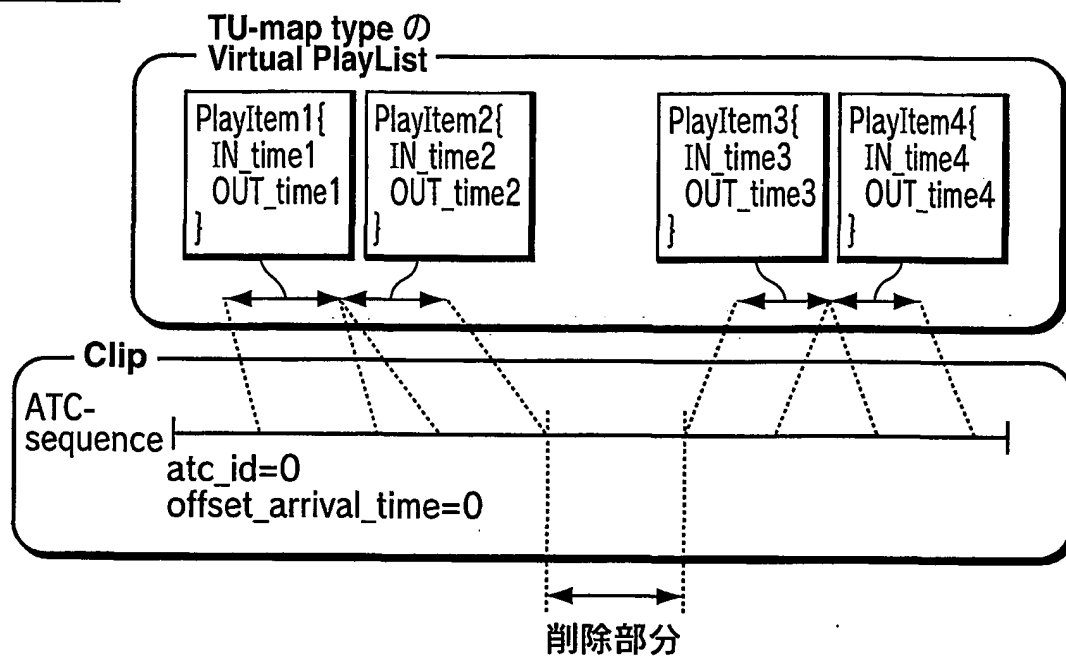 TU-map type の
Virtual PlayList
PlayItem1{
IN_time1
OUT_time1
}
PlayItem2{
IN_time2
OUT_time2
}
PlayItem3{
IN_time3
OUT_time3
}
PlayItem4{
IN_time4
OUT_time4
}
Clip
ATC-
sequence
atc_id=0
offset_arrival_time=0
削除部分